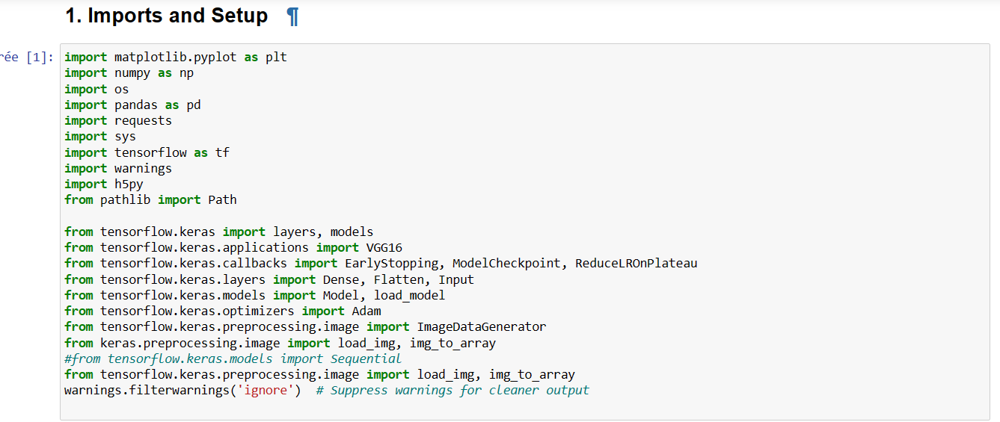 1. Imports and Setup ¶
rée [1]:
import matplotlib.pyplot as plt
import numpy as np
import os
import pandas as pd
import requests
import sys
import tensorflow as tf
import warnings
import h5py
from pathlib import Path

from tensorflow.keras import layers, models
from tensorflow.keras.applications import VGG16
from tensorflow.keras.callbacks import EarlyStopping, ModelCheckpoint, ReduceLROnPlateau
from tensorflow.keras.layers import Dense, Flatten, Input
from tensorflow.keras.models import Model, load_model
from tensorflow.keras.optimizers import Adam
from tensorflow.keras.preprocessing.image import ImageDataGenerator
from keras.preprocessing.image import load_img, img_to_array
#from tensorflow.keras.models import Sequential
from tensorflow.keras.preprocessing.image import load_img, img_to_array
warnings.filterwarnings('ignore')  # Suppress warnings for cleaner output